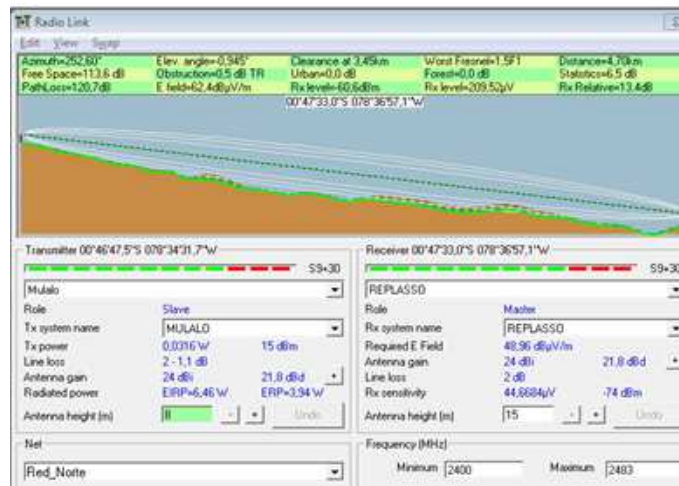 Radio Link
Edit View Swap
Azimuth=252,60° Elev. angle=-0,945° Clearance at 3,45km Worst Fresnel=1,5F1 Distance=4,70km
Free Space=113,6 dB Obstruction=0,5 dB TR Urban=0,0 dB Forest=0,0 dB Statistics=6,5 dB
PathLoss=120,7dB E field=62,4dBµV/m Rx level=-60,6dBm Rx level=209,52µV Rx Relative=13,4dB
00°47'33,0"S 078°36'57,1"W
Transmitter 00°46'47,5"S 078°34'31,7"W
S9+30
Mulalo
Role Slave
Tx system name MULALO
Tx power 0,0316 W 15 dBm
Line loss 2 - 1,1 dB
Antenna gain 24 dBi 21,8 dBd +
Radiated power EIRP=6,46 W ERP=3,94 W
Antenna height (m) 8 - + Undo
Net
Red_Norte
Receiver 00°47'33,0"S 078°36'57,1"W
S9+30
REPLASSO
Role Master
Rx system name REPLASSO
Required E Field 48,96 dBµV/m
Antenna gain 24 dBi 21,8 dBd +
Line loss 2 dB
Rx sensitivity 44,6684µV -74 dBm
Antenna height (m) 15 - + Undo
Frequency (MHz)
Minimum 2400 Maximum 2483